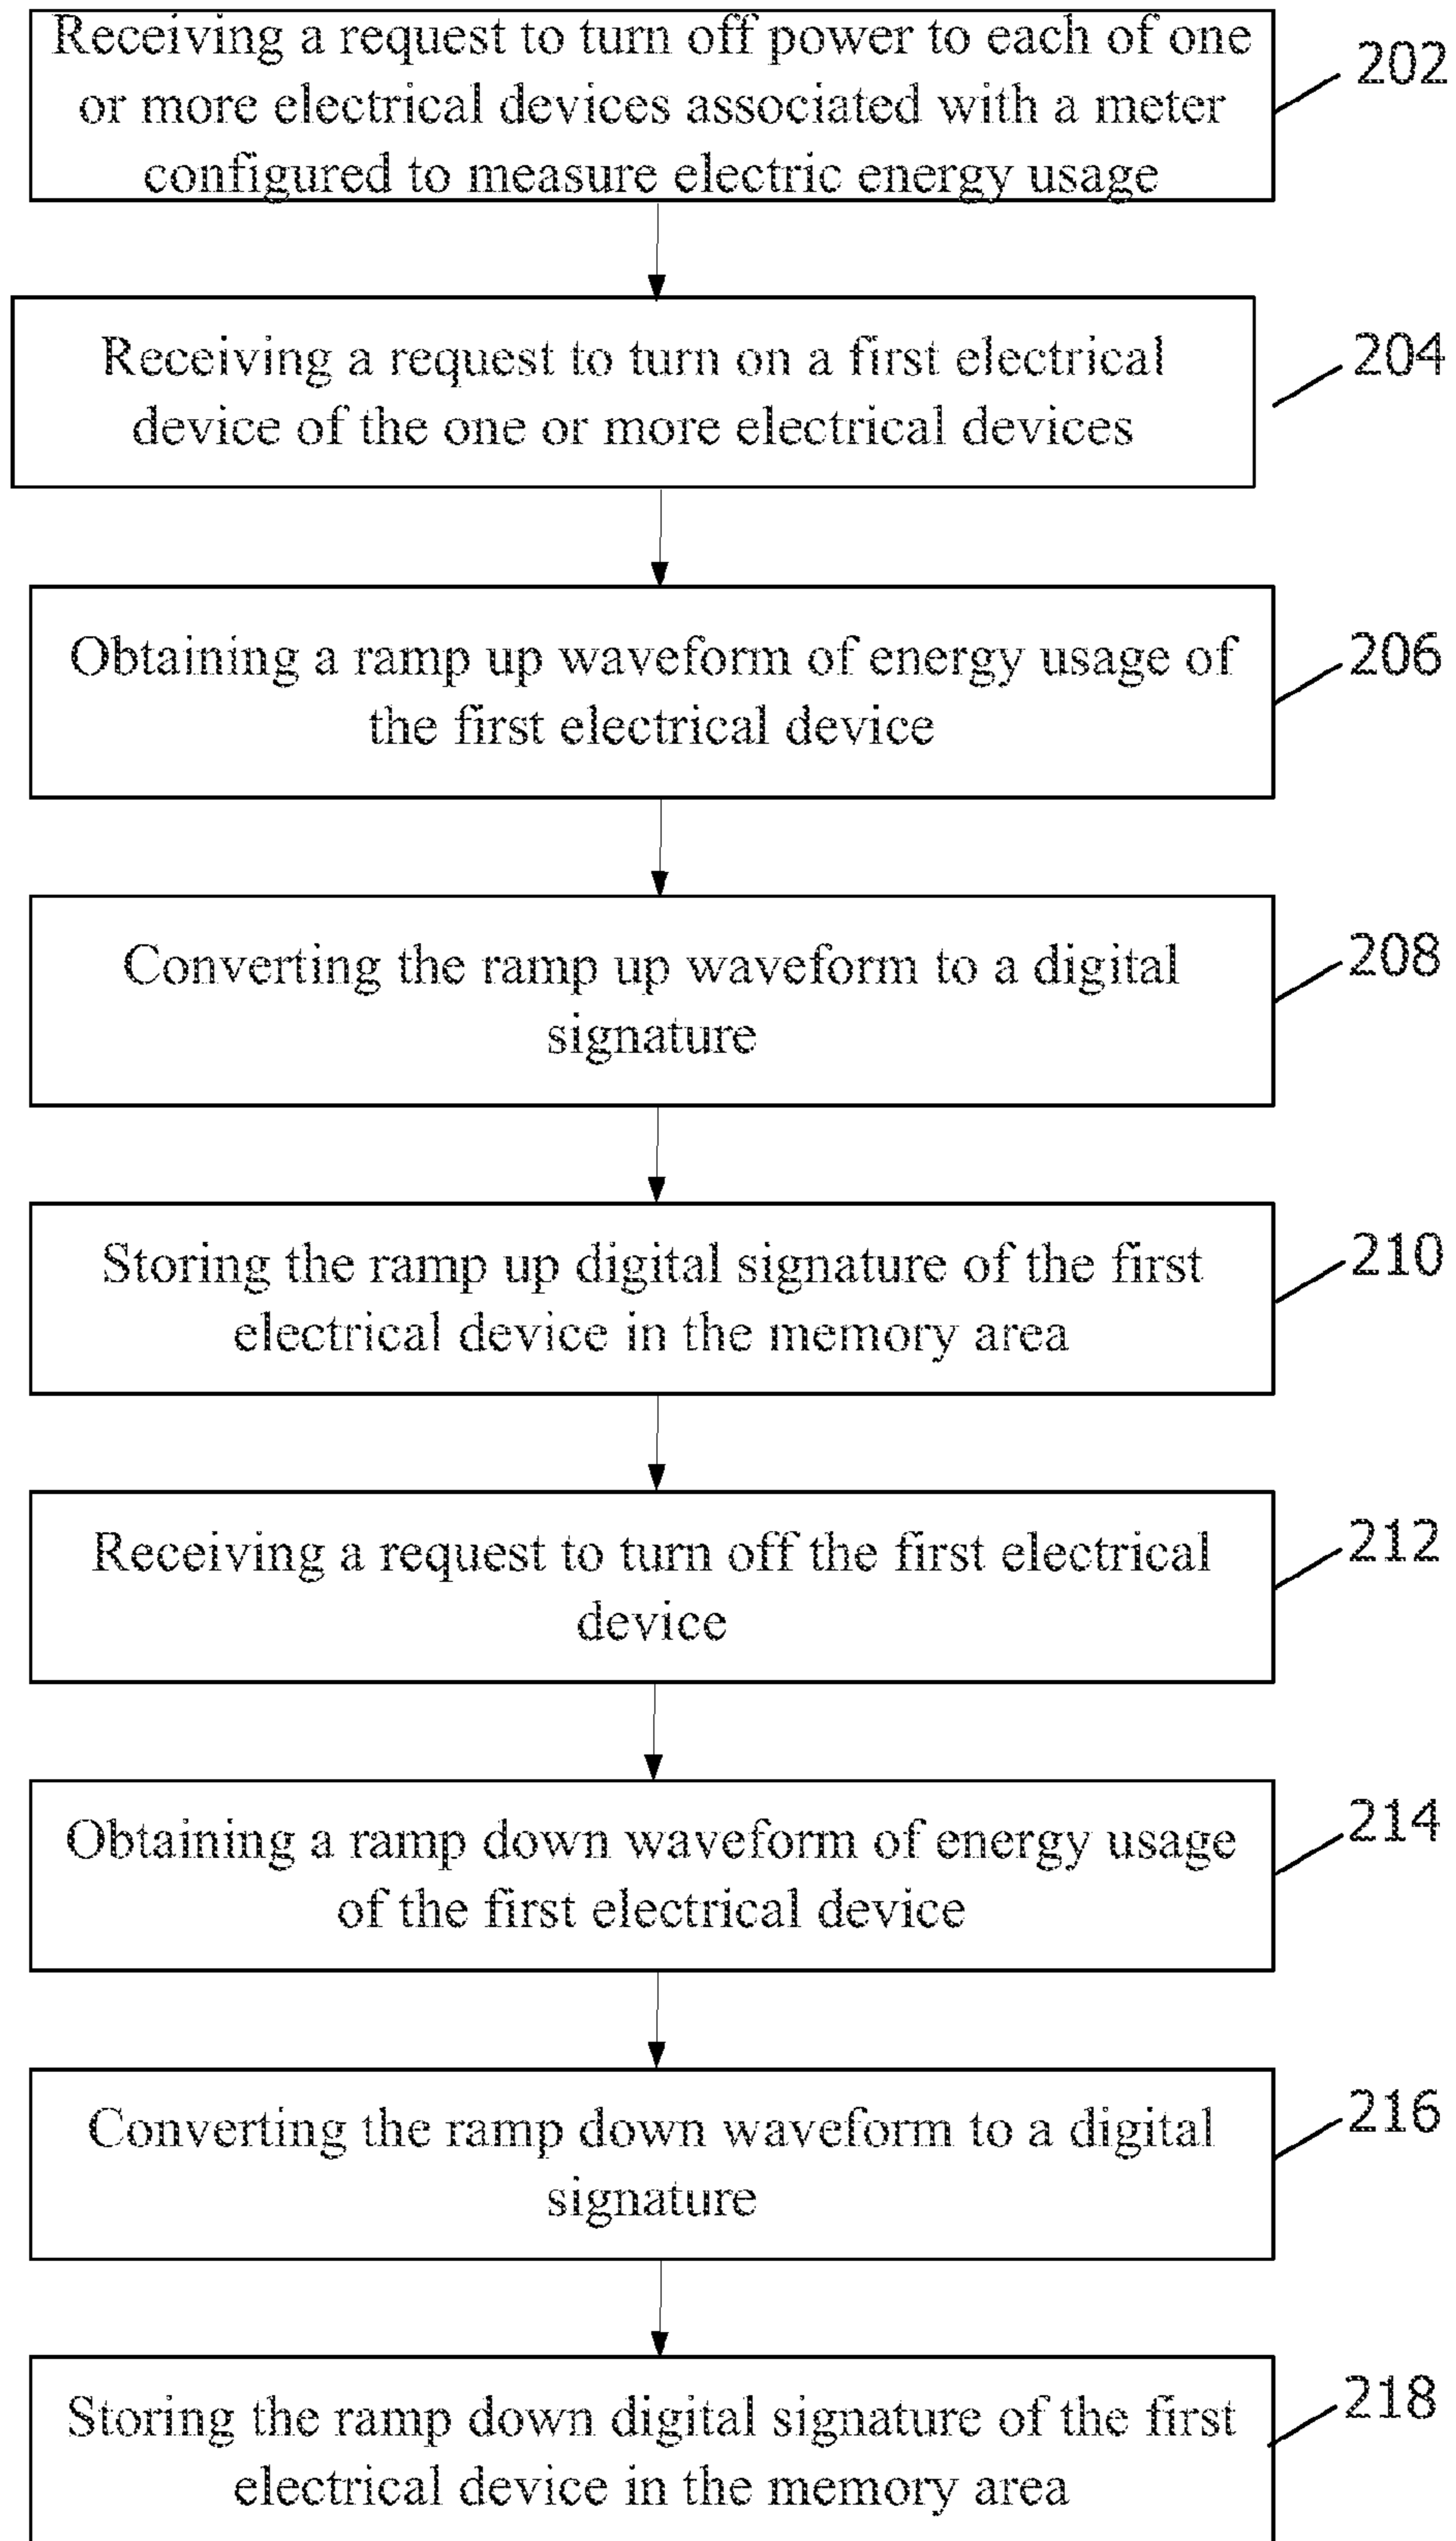 Receiving a request to turn off power to each of one
or more electrical devices associated with a meter
configured to measure electric energy usage
202
Receiving a request to turn on a first electrical
device of the one or more electrical devices
204
Obtaining a ramp up waveform of energy usage of
the first electrical device
206
Converting the ramp up waveform to a digital
signature
208
Storing the ramp up digital signature of the first
electrical device in the memory area
210
Receiving a request to turn off the first electrical
device
212
Obtaining a ramp down waveform of energy usage
of the first electrical device
214
Converting the ramp down waveform to a digital
signature
216
Storing the ramp down digital signature of the first
electrical device in the memory area
218